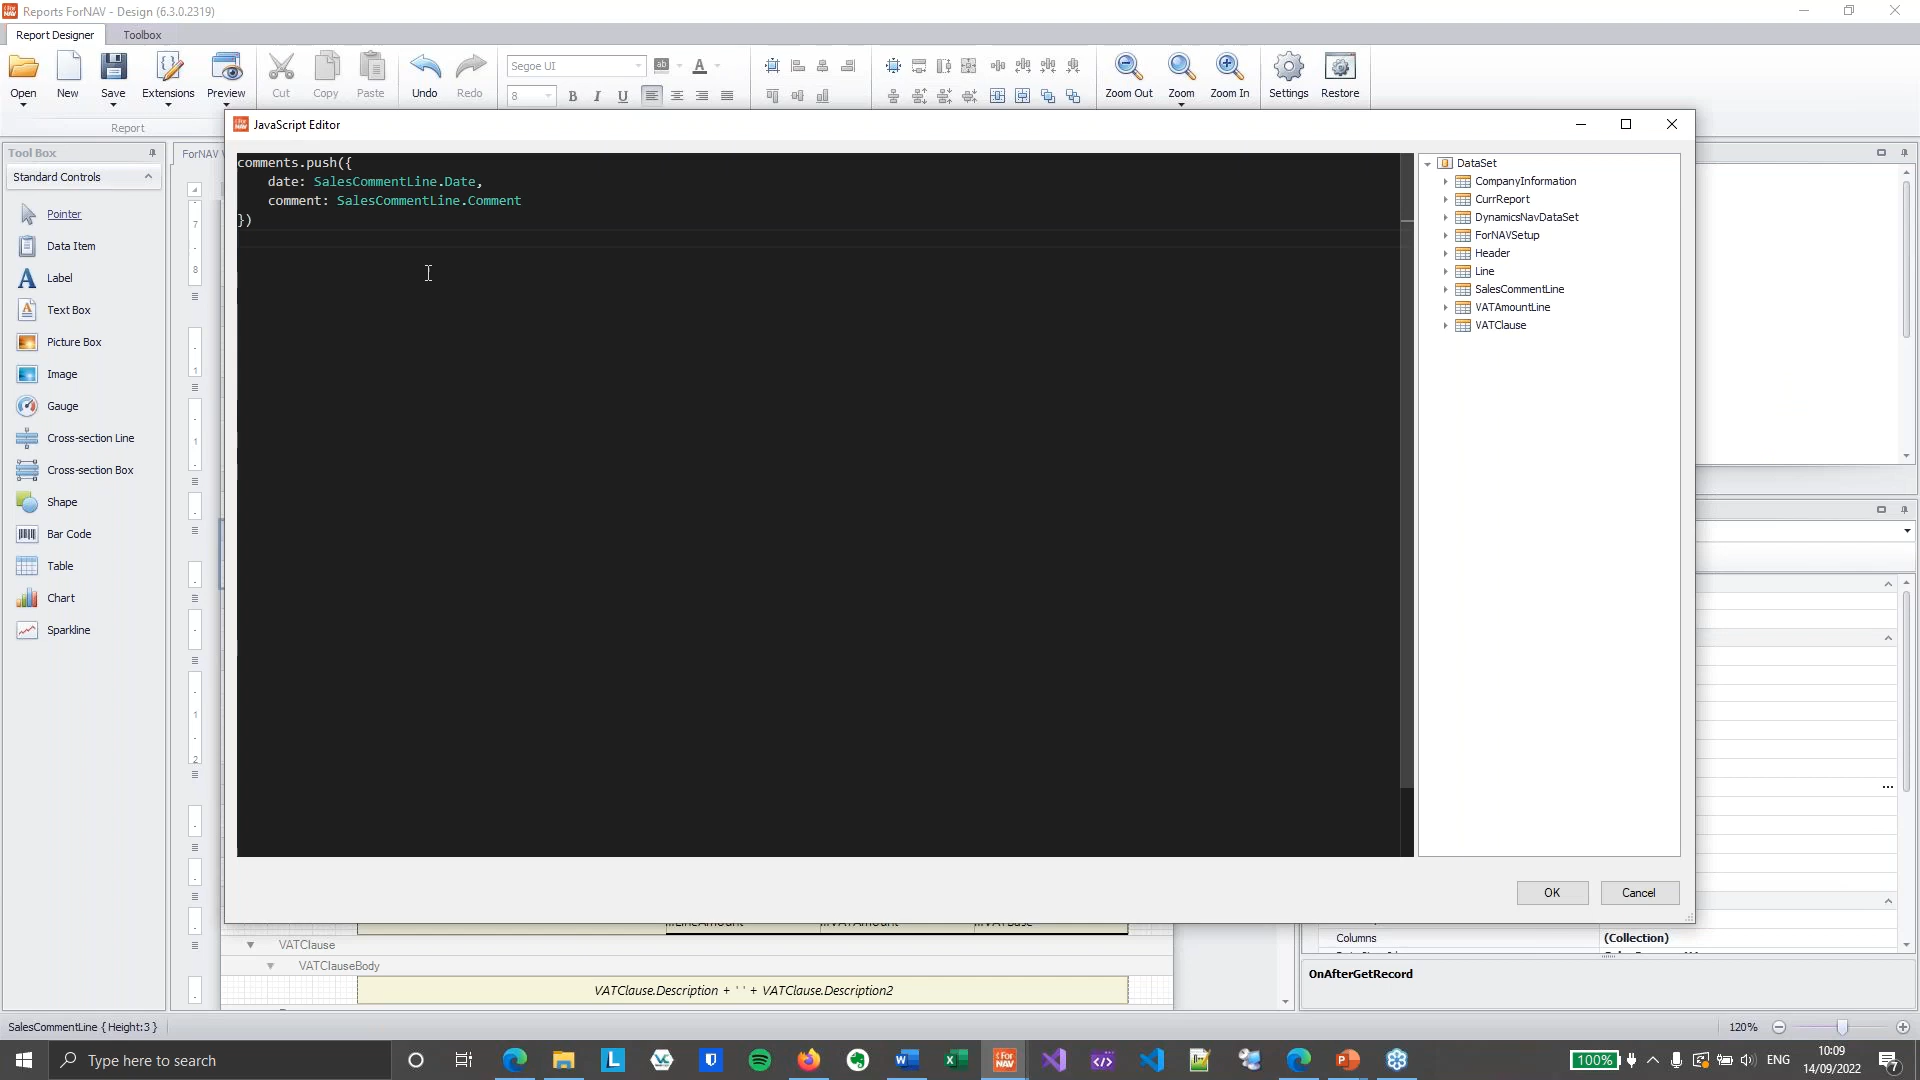 Reports ForNAV - Design (6.3.0.2319)
Report Designer
Toolbox
Open
New
Save
Extensions
Preview
Cut
Copy
Paste
Undo
Redo
Segoe UI
8
Zoom Out
Zoom
Zoom In
Settings
Restore
Report
Tool Box
Standard Controls
Pointer
Data Item
Label
Text Box
Picture Box
Image
Gauge
Cross-section Line
Cross-section Box
Shape
Bar Code
Table
Chart
Sparkline
JavaScript Editor
comments.push({
    date: SalesCommentLine.Date,
    comment: SalesCommentLine.Comment
})
DataSet
CompanyInformation
CurrReport
DynamicsNavDataSet
ForNAVSetup
Header
Line
SalesCommentLine
VATAmountLine
VATClause
OK
Cancel
VATClause
VATClauseBody
VATClause.Description + ' ' + VATClause.Description2
Columns
(Collection)
OnAfterGetRecord
SalesCommentLine {Height:3}
120%
Type here to search
100%
ENG
10:09
14/09/2022